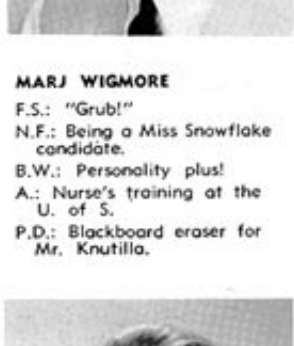 MARJ WIGMORE
F.S.: "Grub!"
N.F.: Being a Miss Snowflake
candidate.
B.W.: Personality plus!
A.: Nurse's training at the
U. of S.
P.D.: Blackboard eraser for
Mr. Knutilla.